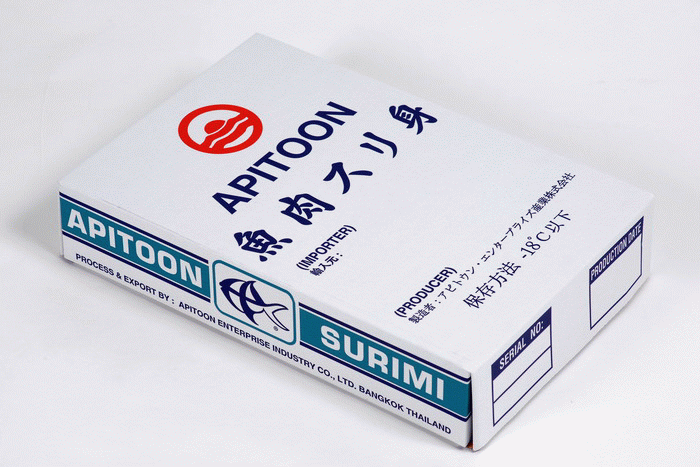 APITOON
魚肉スリ身
(IMPORTER)
輸入元:
(PRODUCER)
製造者:アピトウン・エンタープライズ産業株式会社
保存方法 -18°C以下
APITOON
SURIMI
PROCESS & EXPORT BY : APITOON ENTERPRISE INDUSTRY CO., LTD. BANGKOK THAILAND
®
SERIAL NO:
PRODUCTION DATE